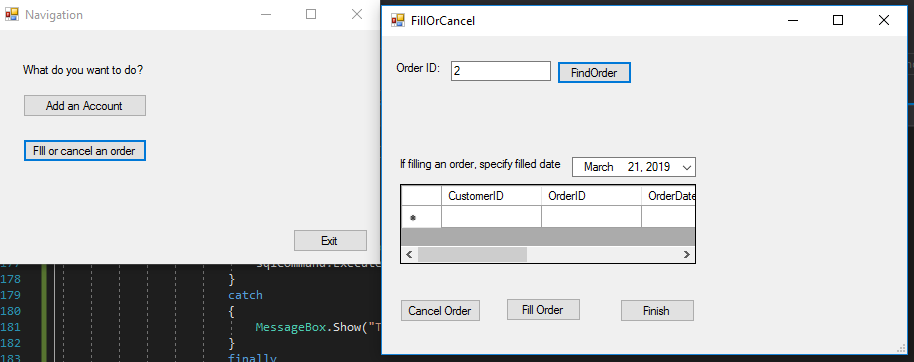 Navigation
What do you want to do?
Add an Account
FIll or cancel an order
Exit
FillOrCancel
Order ID: 2 FindOrder
If filling an order, specify filled date March 21, 2019
CustomerID OrderID OrderDate
Cancel Order Fill Order Finish
178 }
179 catch
180 {
181 MessageBox.Show("T
182 }
183 finally